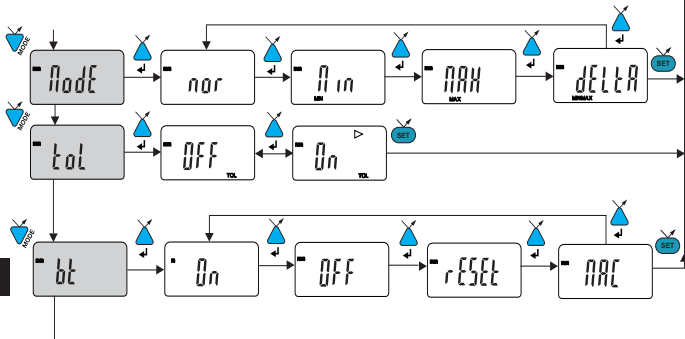 MODE
ModE nor Min MAX dELtA SET
MIN MAX MINMAX
MODE
toL OFF On SET
TOL TOL
MODE
bt On OFF rESEt MAC SET